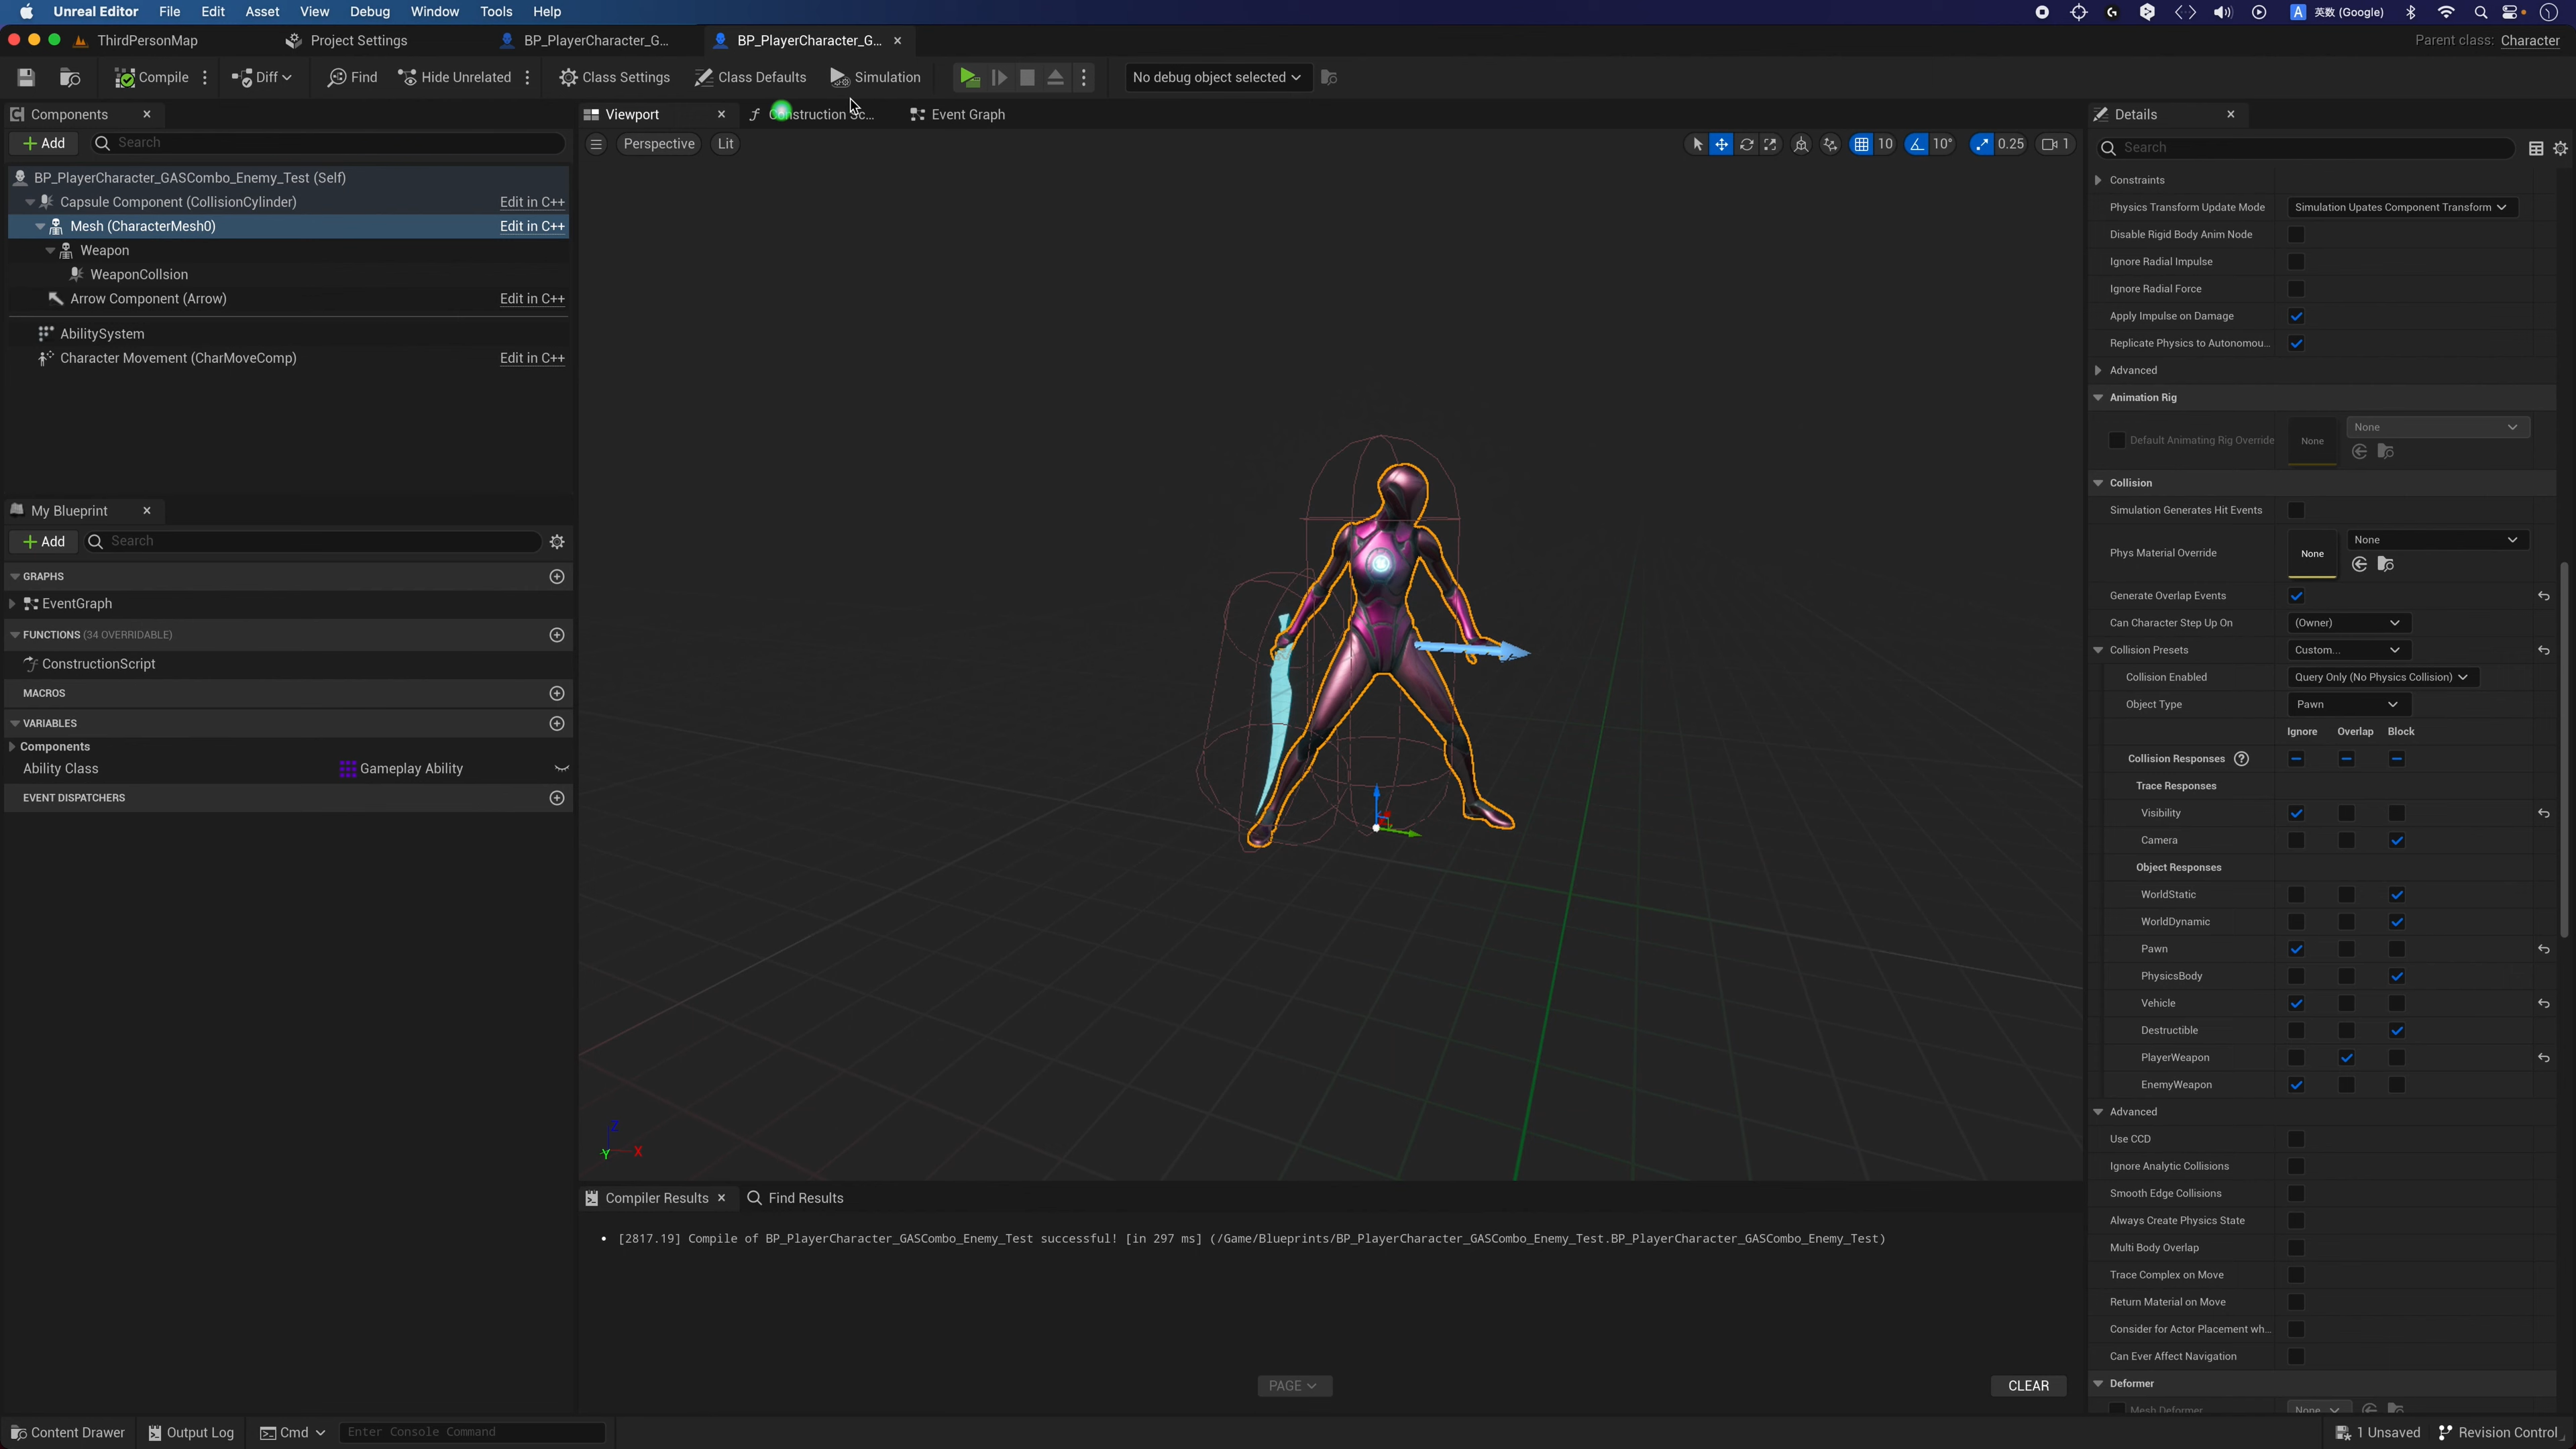 Unreal Editor File Edit Asset View Debug Window Tools Help 英数 (Google)
ThirdPersonMap Project Settings BP_PlayerCharacter_G... BP_PlayerCharacter_G... Parent class: Character
Compile Diff Find Hide Unrelated Class Settings Class Defaults Simulation No debug object selected
Components
Add Search
BP_PlayerCharacter_GASCombo_Enemy_Test (Self)
Capsule Component (CollisionCylinder) Edit in C++
Mesh (CharacterMesh0) Edit in C++
Weapon
WeaponCollsion
Arrow Component (Arrow) Edit in C++
AbilitySystem
Character Movement (CharMoveComp) Edit in C++
My Blueprint
Add Search
GRAPHS
EventGraph
FUNCTIONS (34 OVERRIDABLE)
ConstructionScript
MACROS
VARIABLES
Components
Ability Class Gameplay Ability
EVENT DISPATCHERS
Viewport Construction Sc... Event Graph
Perspective Lit 10 10° 0.25 1
Z
Y X
Compiler Results Find Results
• [2817.19] Compile of BP_PlayerCharacter_GASCombo_Enemy_Test successful! [in 297 ms] (/Game/Blueprints/BP_PlayerCharacter_GASCombo_Enemy_Test.BP_PlayerCharacter_GASCombo_Enemy_Test)
PAGE CLEAR
Details
Search
Constraints
Physics Transform Update Mode Simulation Upates Component Transform
Disable Rigid Body Anim Node
Ignore Radial Impulse
Ignore Radial Force
Apply Impulse on Damage
Replicate Physics to Autonomou...
Advanced
Animation Rig
Default Animating Rig Override None None
Collision
Simulation Generates Hit Events
Phys Material Override None None
Generate Overlap Events
Can Character Step Up On (Owner)
Collision Presets Custom...
Collision Enabled Query Only (No Physics Collision)
Object Type Pawn
Ignore Overlap Block
Collision Responses
Trace Responses
Visibility
Camera
Object Responses
WorldStatic
WorldDynamic
Pawn
PhysicsBody
Vehicle
Destructible
PlayerWeapon
EnemyWeapon
Advanced
Use CCD
Ignore Analytic Collisions
Smooth Edge Collisions
Always Create Physics State
Multi Body Overlap
Trace Complex on Move
Return Material on Move
Consider for Actor Placement wh...
Can Ever Affect Navigation
Deformer
Mesh Deformer None
Content Drawer Output Log Cmd Enter Console Command 1 Unsaved Revision Control